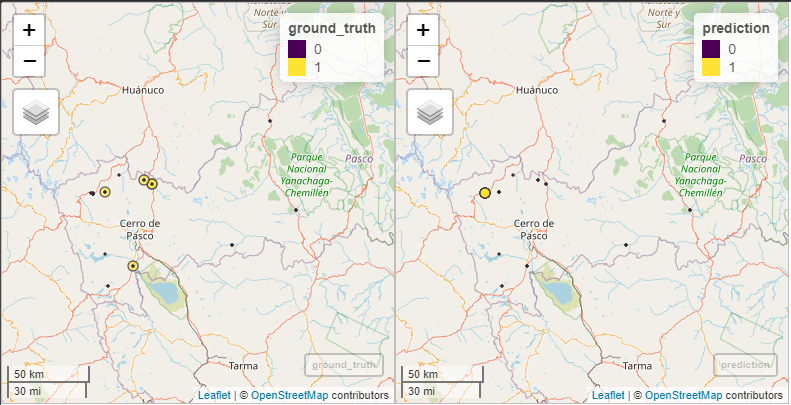 Norte y
Sur
+
−
ground_truth
0
1
Huánuco
Parque
Nacional
Yanachaga-
Chemillén
Pasco
Cerro de
Pasco
Tarma
50 km
30 mi
ground_truth
Leaflet | © OpenStreetMap contributors
Norte y
Sur
+
−
prediction
0
1
Huánuco
Parque
Nacional
Yanachaga-
Chemillén
Pasco
Cerro de
Pasco
Tarma
50 km
30 mi
prediction
Leaflet | © OpenStreetMap contributors